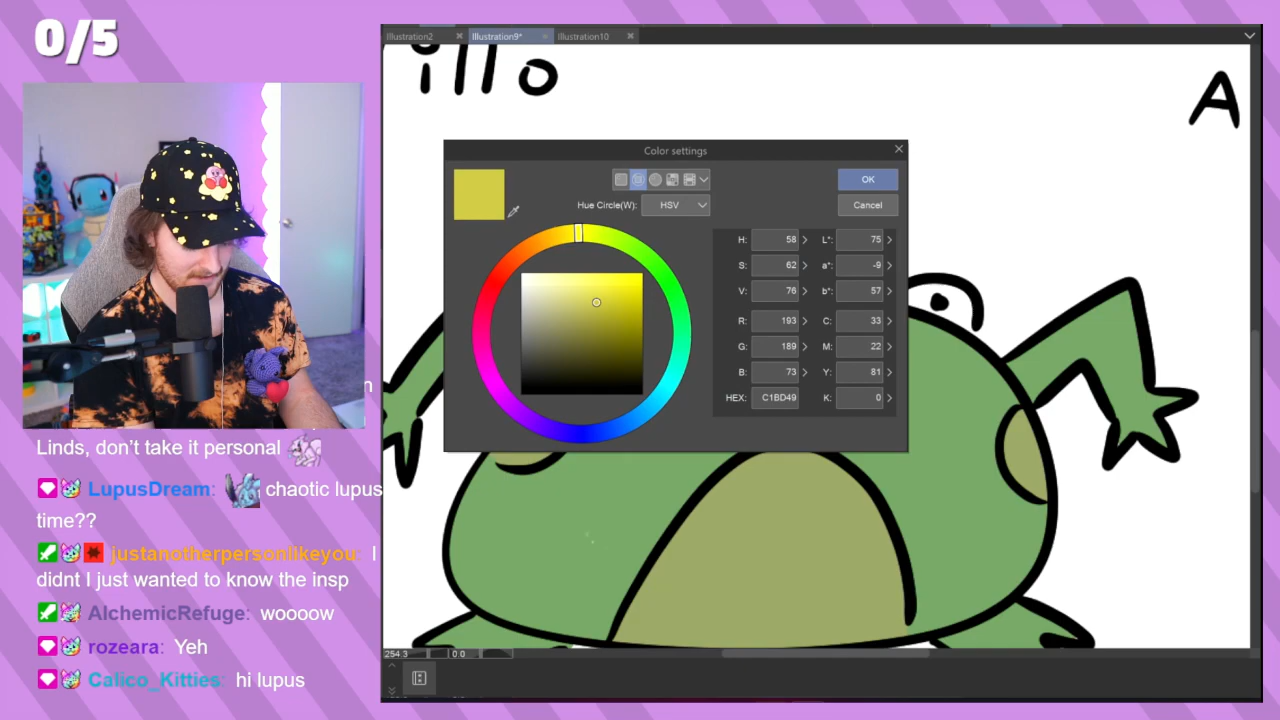 0/5
Illustration2
Illustration9*
Illustration10
illo
A
Color settings
OK
Hue Circle(W): HSV
Cancel
H: 58 L*: 75
S: 62 a*: -9
V: 76 b*: 57
R: 193 C: 33
G: 189 M: 22
B: 73 Y: 81
HEX: C1BD49 K: 0
n
Linds, don't take it personal
LupusDream: chaotic lupus
time??
justanotherpersonlikeyou: I
didnt I just wanted to know the insp
AlchemicRefuge: woooow
rozeara: Yeh
Calico_Kitties: hi lupus
254.3 0.0